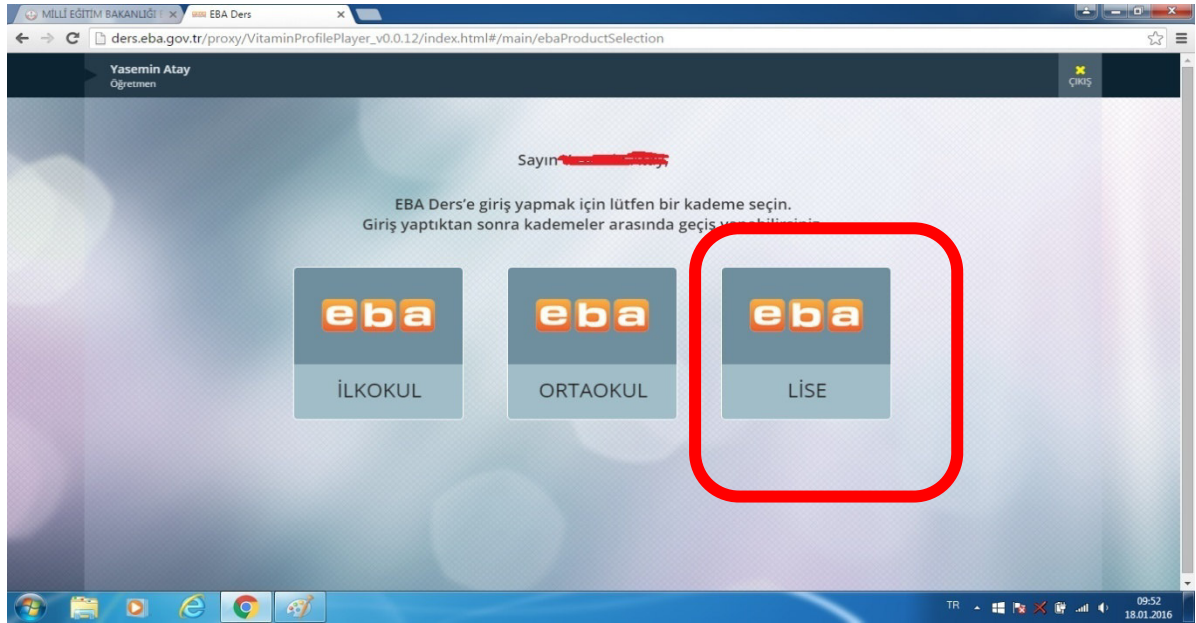 MİLLÎ EĞİTİM BAKANLIĞI
EBA Ders
ders.eba.gov.tr/proxy/VitaminProfilePlayer_v0.0.12/index.html#/main/ebaProductSelection
Yasemin Atay
Öğretmen
ÇIKIŞ
Sayın
EBA Ders'e giriş yapmak için lütfen bir kademe seçin.
Giriş yaptıktan sonra kademeler arasında geçiş
eba
eba
eba
İLKOKUL
ORTAOKUL
LİSE
TR
09:52
18.01.2016